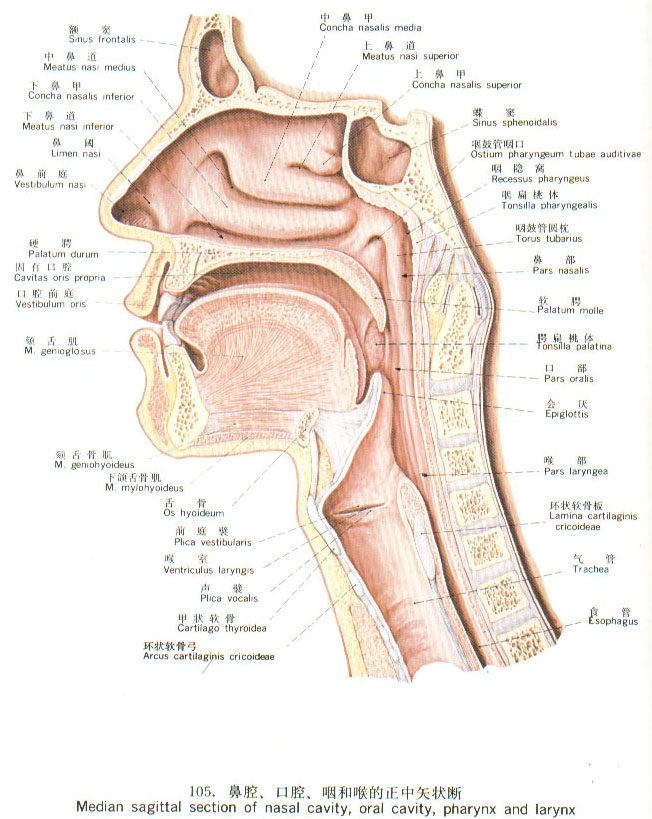 额窦
Sinus frontalis
中鼻道
Meatus nasi medius
下鼻甲
Concha nasalis inferior
下鼻道
Meatus nasi inferior
鼻阈
Limen nasi
鼻前庭
Vestibulum nasi
硬腭
Palatum durum
固有口腔
Cavitas oris propria
口腔前庭
Vestibulum oris
颏舌肌
M. genioglosus
颏舌骨肌
M. geniohyoideus
下颌舌骨肌
M. mylohyoideus
舌骨
Os hyoideum
前庭襞
Plica vestibularis
喉室
Ventriculus laryngis
声襞
Plica vocalis
甲状软骨
Cartilago thyroidea
环状软骨弓
Arcus cartilaginis cricoideae
中鼻甲
Concha nasalis media
上鼻道
Meatus nasi superior
上鼻甲
Concha nasalis superior
蝶窦
Sinus sphenoidalis
咽鼓管咽口
Ostium pharyngeum tubae auditivae
咽隐窝
Recessus pharyngeus
咽扁桃体
Tonsilla pharyngealis
咽鼓管圆枕
Torus tubarius
鼻部
Pars nasalis
软腭
Palatum molle
腭扁桃体
Tonsilla palatina
口部
Pars oralis
会厌
Epiglottis
喉部
Pars laryngea
环状软骨板
Lamina cartilaginis
cricoideae
气管
Trachea
食管
Esophagus
105. 鼻腔、口腔、咽和喉的正中矢状断
Median sagittal section of nasal cavity, oral cavity, pharynx and larynx